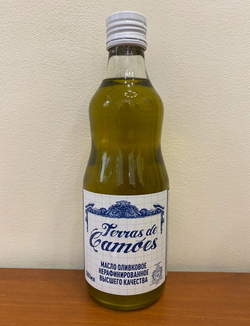 Terras de
Camões
МАСЛО ОЛИВКОВОЕ
НЕРАФИНИРОВАННОЕ
ВЫСШЕГО КАЧЕСТВА